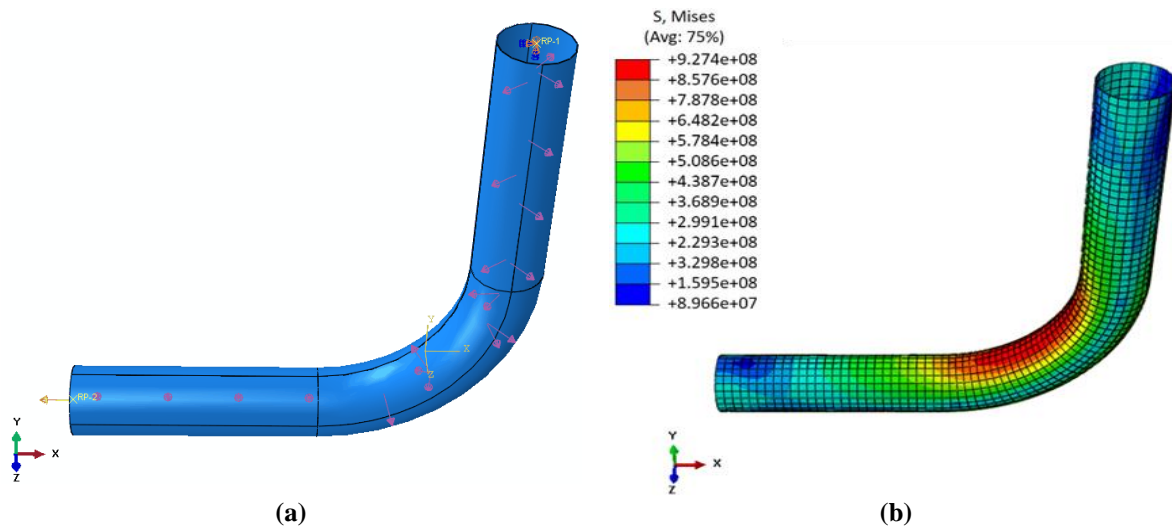 RP-1
Y
X
Z
RP-2
Y
X
Z
(a)
S, Mises
(Avg: 75%)
+9.274e+08
+8.576e+08
+7.878e+08
+6.482e+08
+5.784e+08
+5.086e+08
+4.387e+08
+3.689e+08
+2.991e+08
+2.293e+08
+3.298e+08
+1.595e+08
+8.966e+07
Y
X
Z
(b)